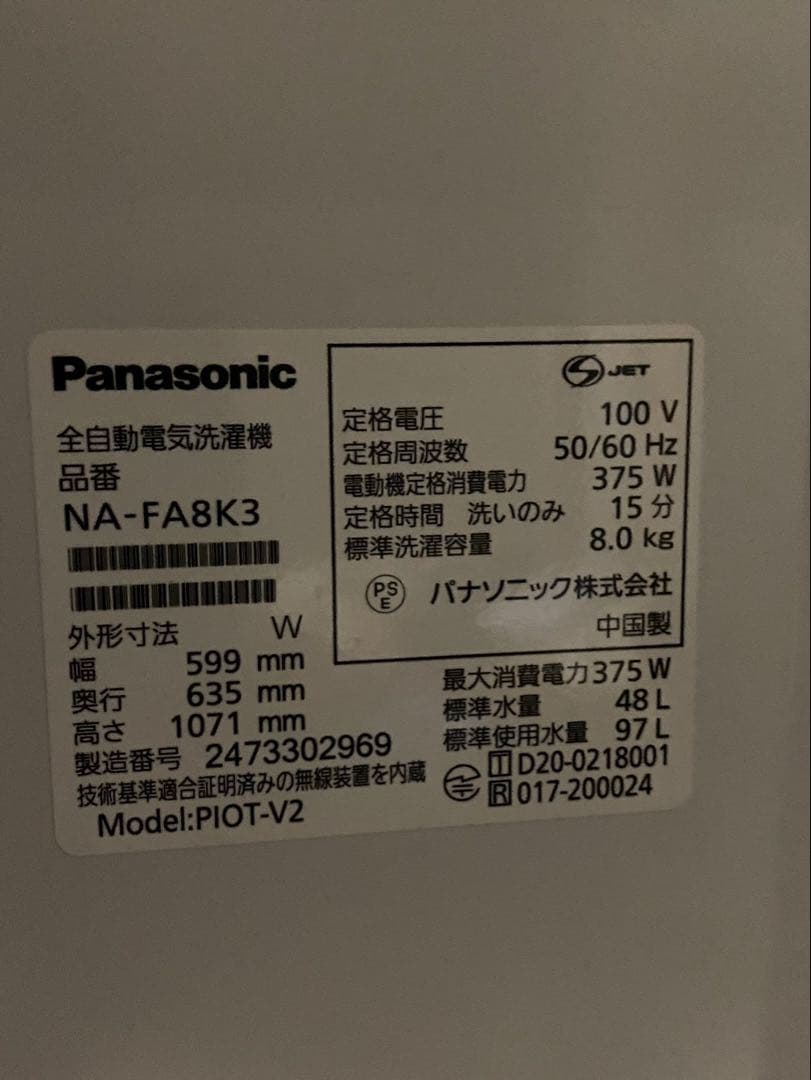 Panasonic
全自動電気洗濯機
品番
NA-FA8K3
外形寸法 W
幅 599 mm
奥行 635 mm
高さ 1071 mm
製造番号 2473302969
技術基準適合証明済みの無線装置を内蔵
Model:PIOT-V2
S JET
定格電圧 100 V
定格周波数 50/60 Hz
電動機定格消費電力 375 W
定格時間 洗いのみ 15 分
標準洗濯容量 8.0 kg
PS
E
パナソニック株式会社
中国製
最大消費電力375 W
標準水量 48 L
標準使用水量 97 L
T D20-0218001
R 017-200024